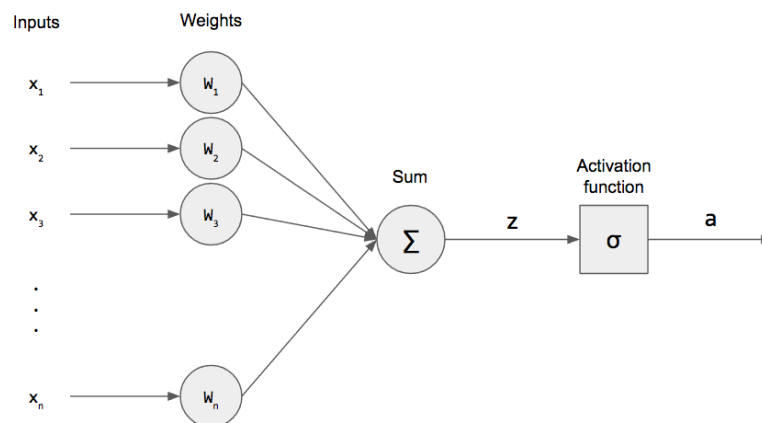 Inputs
Weights
x₁
W₁
x₂
W₂
x₃
W₃
Sum
Σ
z
Activation
function
σ
a
.
.
.
xₙ
Wₙ